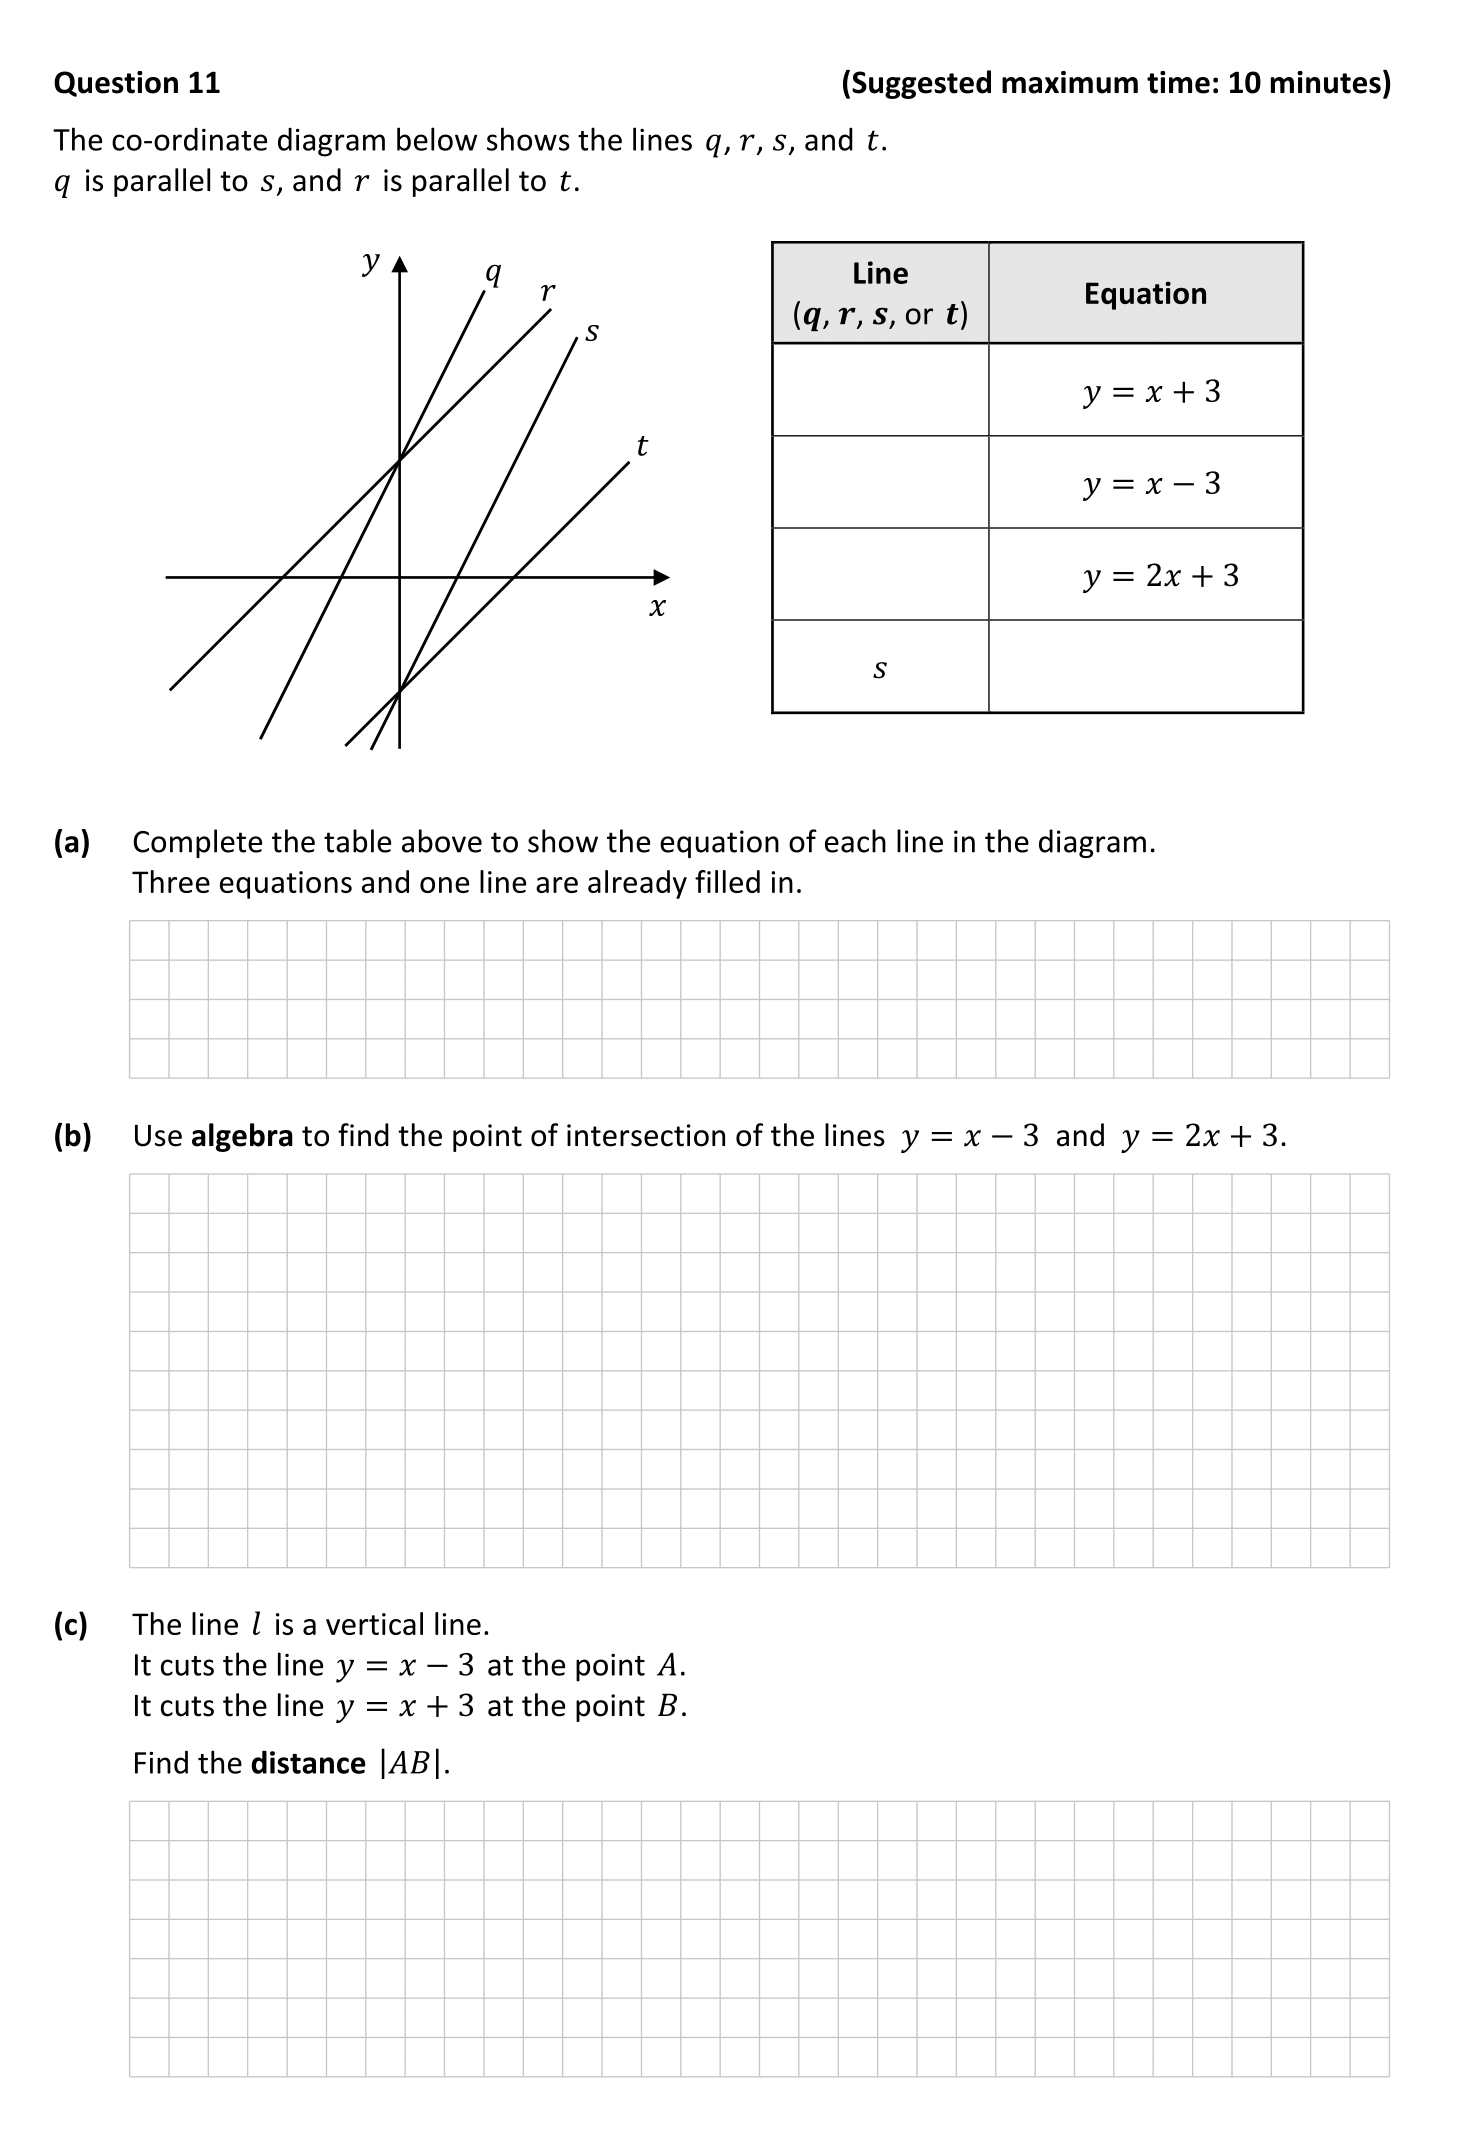 Question 11 (Suggested maximum time: 10 minutes)
The co-ordinate diagram below shows the lines q, r, s, and t.
q is parallel to s, and r is parallel to t.
y
q
r
s
t
x
Line
(q, r, s, or t)
Equation
y = x + 3
y = x − 3
y = 2x + 3
s
(a) Complete the table above to show the equation of each line in the diagram.
Three equations and one line are already filled in.
(b) Use algebra to find the point of intersection of the lines y = x − 3 and y = 2x + 3.
(c) The line l is a vertical line.
It cuts the line y = x − 3 at the point A.
It cuts the line y = x + 3 at the point B.
Find the distance |AB|.